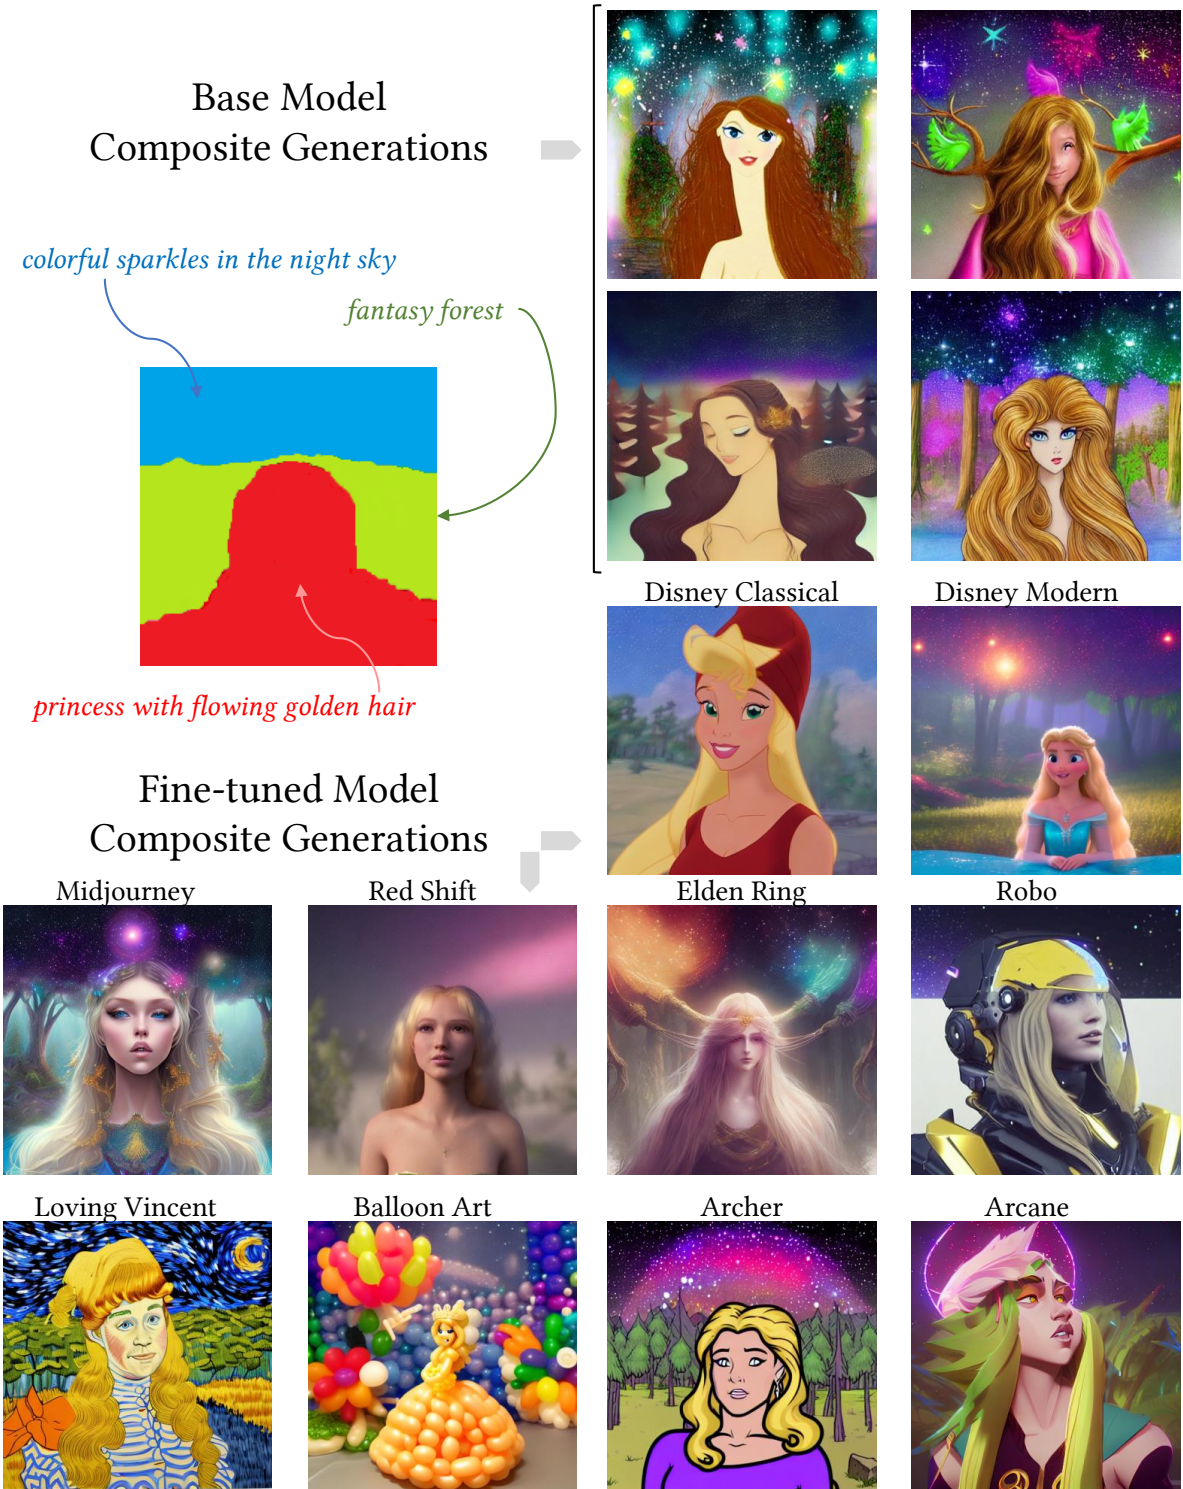 Base Model
Composite Generations
colorful sparkles in the night sky
fantasy forest
princess with flowing golden hair
Disney Classical
Disney Modern
Fine-tuned Model
Composite Generations
Midjourney
Red Shift
Elden Ring
Robo
Loving Vincent
Balloon Art
Archer
Arcane